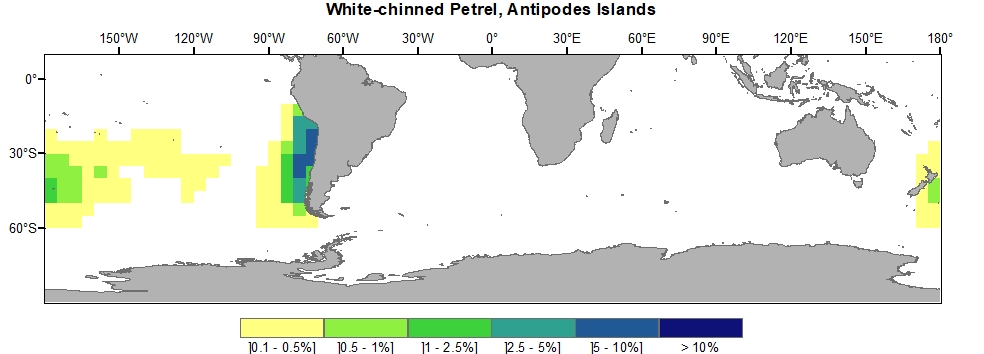 White-chinned Petrel, Antipodes Islands
150°W 120°W 90°W 60°W 30°W 0° 30°E 60°E 90°E 120°E 150°E 180°
0°
30°S
60°S
]0.1 - 0.5%] ]0.5 - 1%] ]1 - 2.5%] ]2.5 - 5%] ]5 - 10%] > 10%